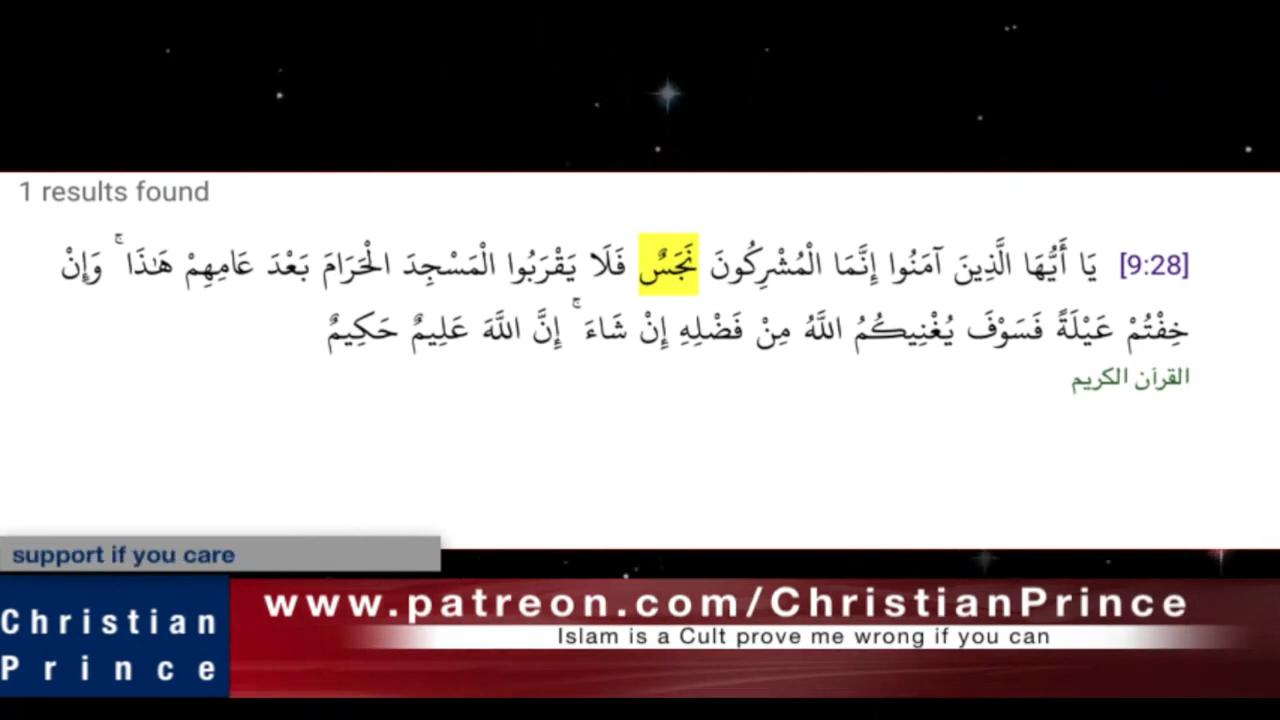 1 results found
[9:28] يَا أَيُّهَا الَّذِينَ آمَنُوا إِنَّمَا الْمُشْرِكُونَ نَجَسٌ فَلَا يَقْرَبُوا الْمَسْجِدَ الْحَرَامَ بَعْدَ عَامِهِمْ هَٰذَا ۚ وَإِنْ
خِفْتُمْ عَيْلَةً فَسَوْفَ يُغْنِيكُمُ اللَّهُ مِنْ فَضْلِهِ إِنْ شَاءَ ۚ إِنَّ اللَّهَ عَلِيمٌ حَكِيمٌ
القرآن الكريم
support if you care
Christian
Prince
www.patreon.com/ChristianPrince
Islam is a Cult prove me wrong if you can